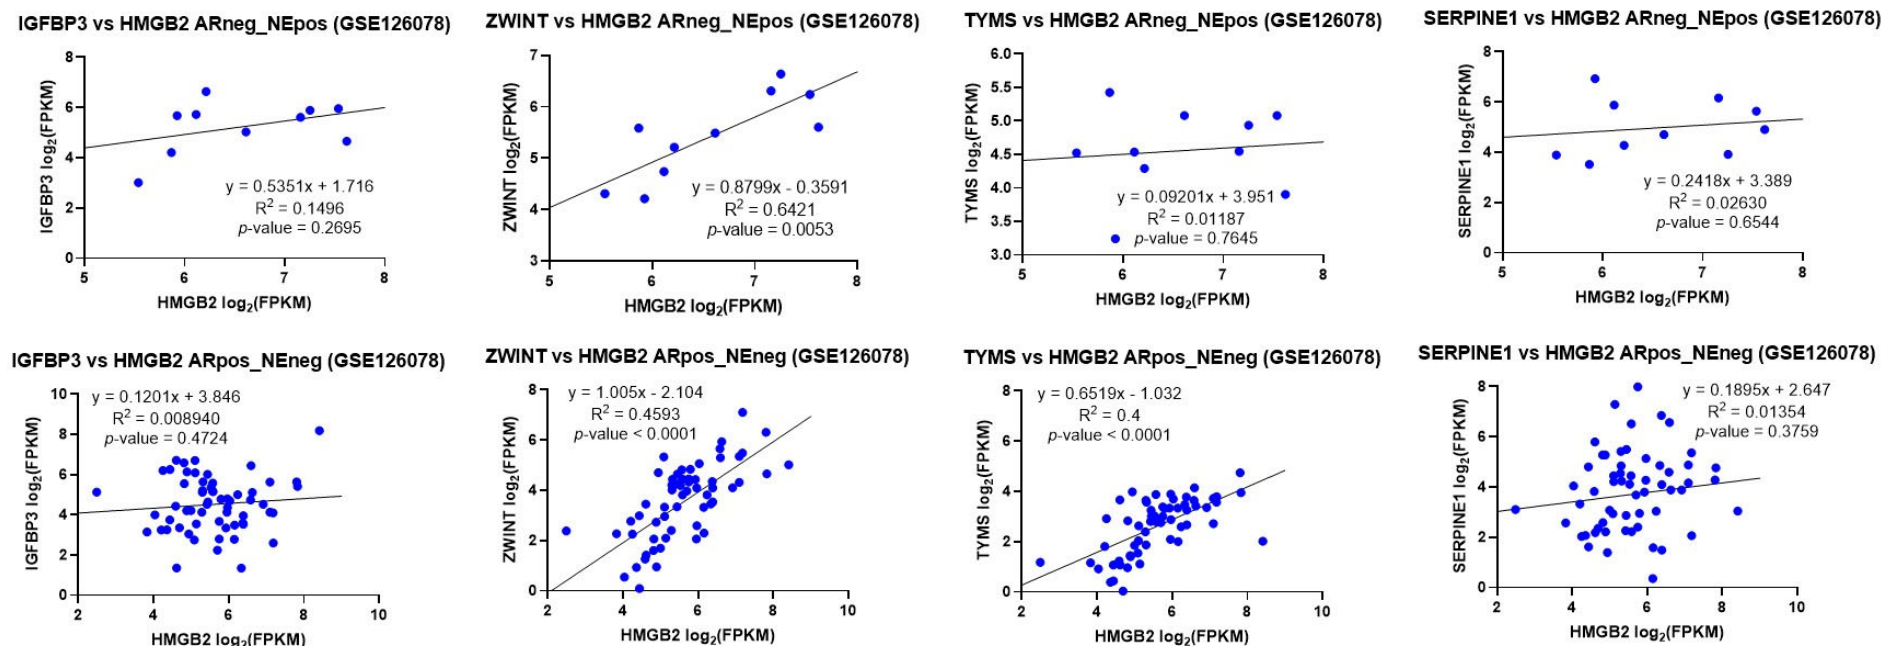 IGFBP3 vs HMGB2 ARneg_NEpos (GSE126078)
8
6
4
2
0
IGFBP3 log2(FPKM)
y = 0.5351x + 1.716
R2 = 0.1496
p-value = 0.2695
5 6 7 8
HMGB2 log2(FPKM)
ZWINT vs HMGB2 ARneg_NEpos (GSE126078)
7
6
5
4
3
ZWINT log2(FPKM)
y = 0.8799x - 0.3591
R2 = 0.6421
p-value = 0.0053
5 6 7 8
HMGB2 log2(FPKM)
TYMS vs HMGB2 ARneg_NEpos (GSE126078)
6.0
5.5
5.0
4.5
4.0
3.5
3.0
TYMS log2(FPKM)
y = 0.09201x + 3.951
R2 = 0.01187
p-value = 0.7645
5 6 7 8
HMGB2 log2(FPKM)
SERPINE1 vs HMGB2 ARneg_NEpos (GSE126078)
8
6
4
2
0
SERPINE1 log2(FPKM)
y = 0.2418x + 3.389
R2 = 0.02630
p-value = 0.6544
5 6 7 8
HMGB2 log2(FPKM)
IGFBP3 vs HMGB2 ARpos_NEneg (GSE126078)
10
8
6
4
2
0
IGFBP3 log2(FPKM)
y = 0.1201x + 3.846
R2 = 0.008940
p-value = 0.4724
2 4 6 8 10
HMGB2 log2(FPKM)
ZWINT vs HMGB2 ARpos_NEneg (GSE126078)
8
6
4
2
0
ZWINT log2(FPKM)
y = 1.005x - 2.104
R2 = 0.4593
p-value < 0.0001
2 4 6 8 10
HMGB2 log2(FPKM)
TYMS vs HMGB2 ARpos_NEneg (GSE126078)
8
6
4
2
0
TYMS log2(FPKM)
y = 0.6519x - 1.032
R2 = 0.4
p-value < 0.0001
2 4 6 8 10
HMGB2 log2(FPKM)
SERPINE1 vs HMGB2 ARpos_NEneg (GSE126078)
8
6
4
2
0
SERPINE1 log2(FPKM)
y = 0.1895x + 2.647
R2 = 0.01354
p-value = 0.3759
2 4 6 8 10
HMGB2 log2(FPKM)